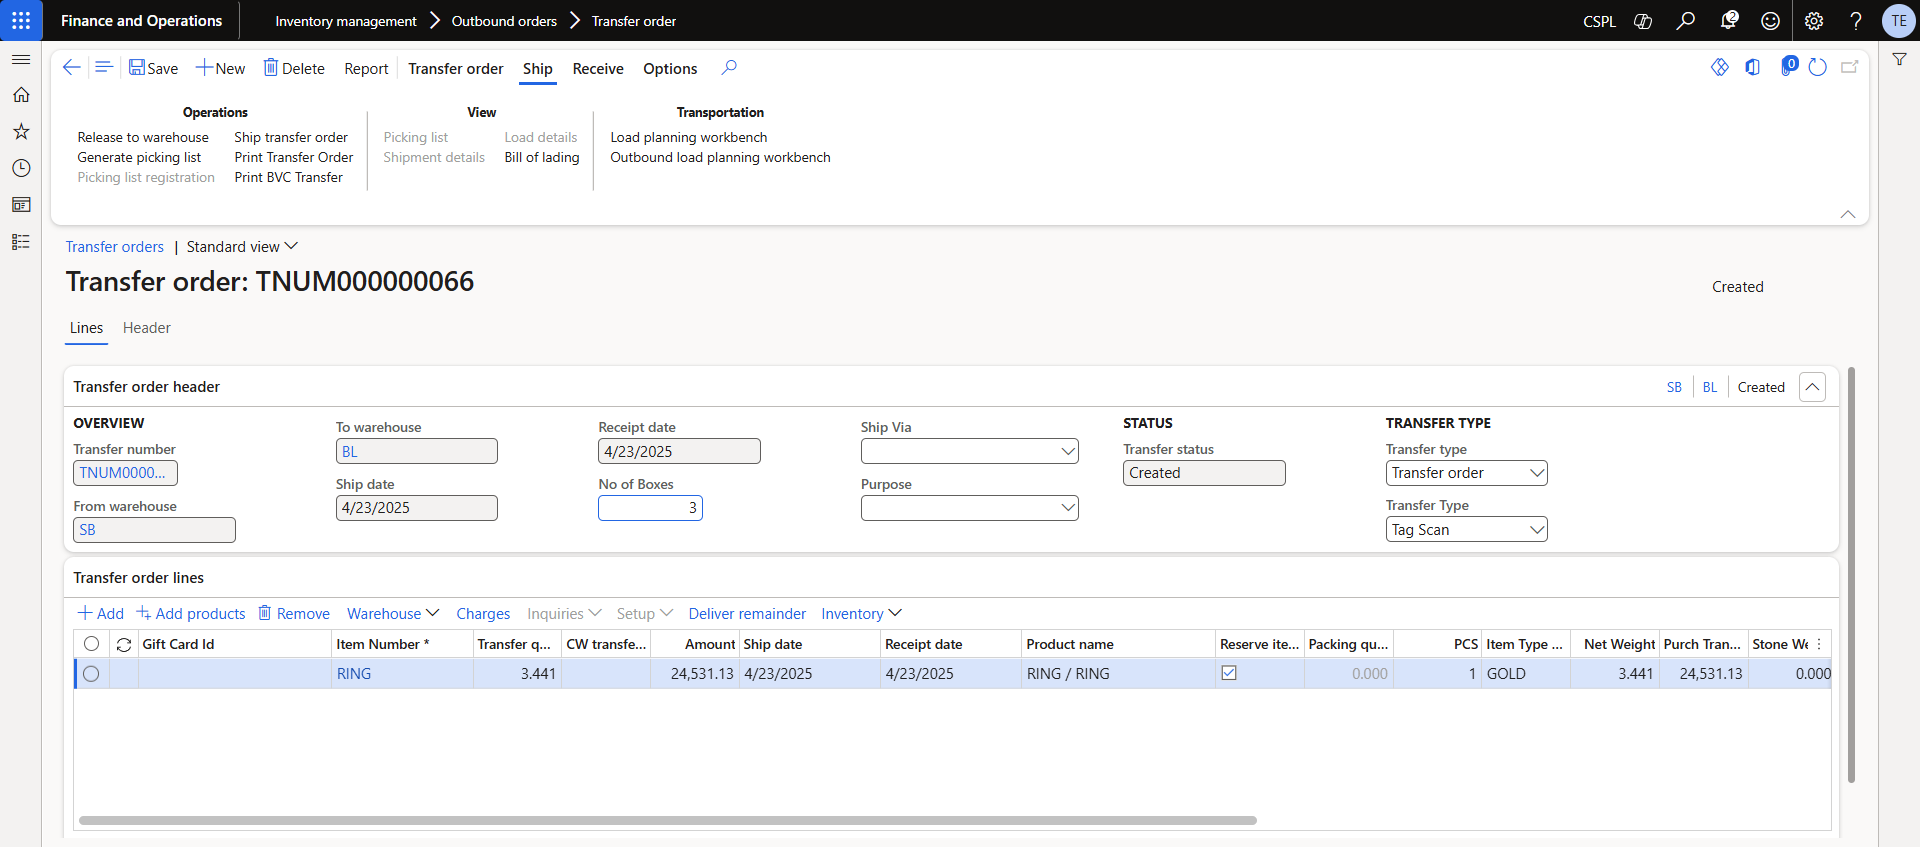 Finance and Operations
Inventory management
Outbound orders
Transfer order
CSPL
2
TE
Save
New
Delete
Report
Transfer order
Ship
Receive
Options
0
Operations
Release to warehouse
Generate picking list
Picking list registration
Ship transfer order
Print Transfer Order
Print BVC Transfer
View
Picking list
Shipment details
Load details
Bill of lading
Transportation
Load planning workbench
Outbound load planning workbench
Transfer orders | Standard view
Transfer order: TNUM000000066
Created
Lines
Header
Transfer order header
SB
BL
Created
OVERVIEW
Transfer number
TNUM0000...
From warehouse
SB
To warehouse
BL
Ship date
4/23/2025
Receipt date
4/23/2025
No of Boxes
3
Ship Via
Purpose
STATUS
Transfer status
Created
TRANSFER TYPE
Transfer type
Transfer order
Transfer Type
Tag Scan
Transfer order lines
Add
Add products
Remove
Warehouse
Charges
Inquiries
Setup
Deliver remainder
Inventory
Gift Card Id Item Number * Transfer q... CW transfe... Amount Ship date Receipt date Product name Reserve ite... Packing qu... PCS Item Type ... Net Weight Purch Tran... Stone We
RING 3.441 24,531.13 4/23/2025 4/23/2025 RING / RING 0.000 1 GOLD 3.441 24,531.13 0.000